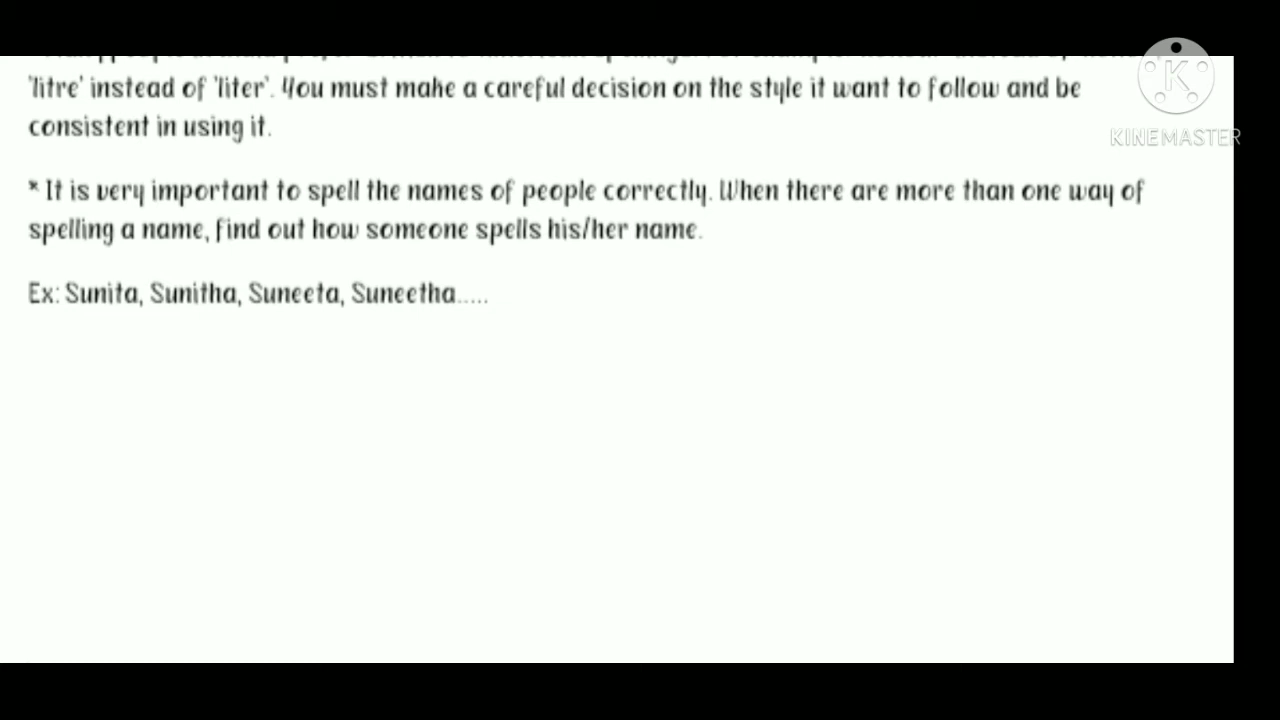 'litre' instead of 'liter'. You must make a careful decision on the style it want to follow and be
consistent in using it.
* It is very important to spell the names of people correctly. When there are more than one way of
spelling a name, find out how someone spells his/her name.
Ex: Sunita, Sunitha, Suneeta, Suneetha.....
K
KINEMASTER